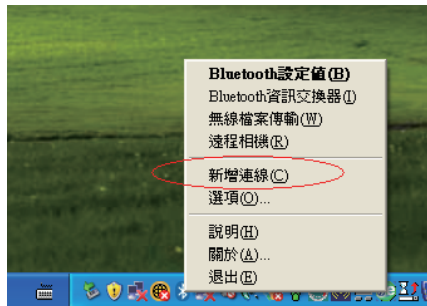 Bluetooth設定值(B)
Bluetooth資訊交換器(I)
無線檔案傳輸(W)
遠程相機(R)
新增連線(C)
選項(O)...
說明(H)
關於(A)...
退出(E)